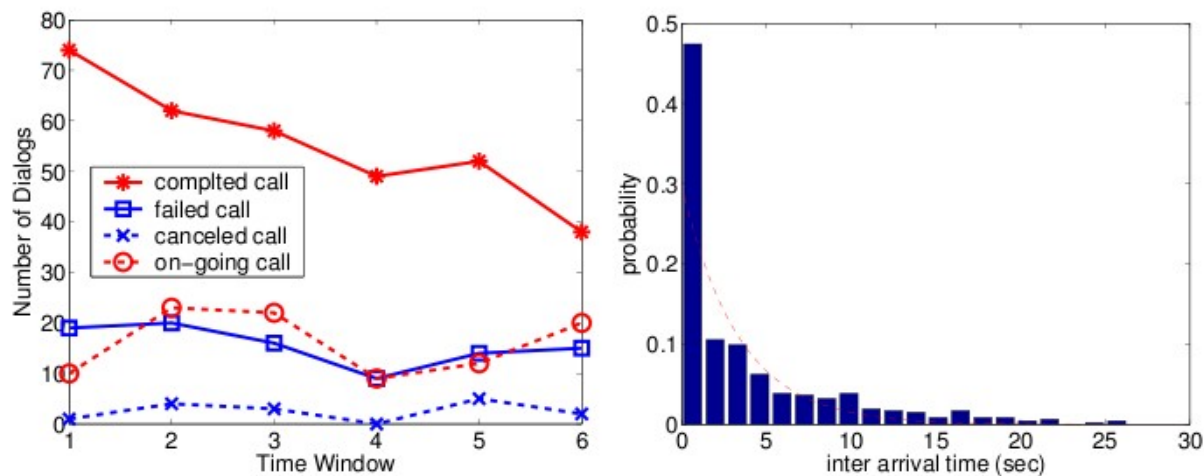 80
70
60
50
40
30
20
10
0
Number of Dialogs
complted call
failed call
canceled call
on-going call
1 2 3 4 5 6
Time Window
0.5
0.4
0.3
0.2
0.1
0
probability
0 5 10 15 20 25 30
inter arrival time (sec)